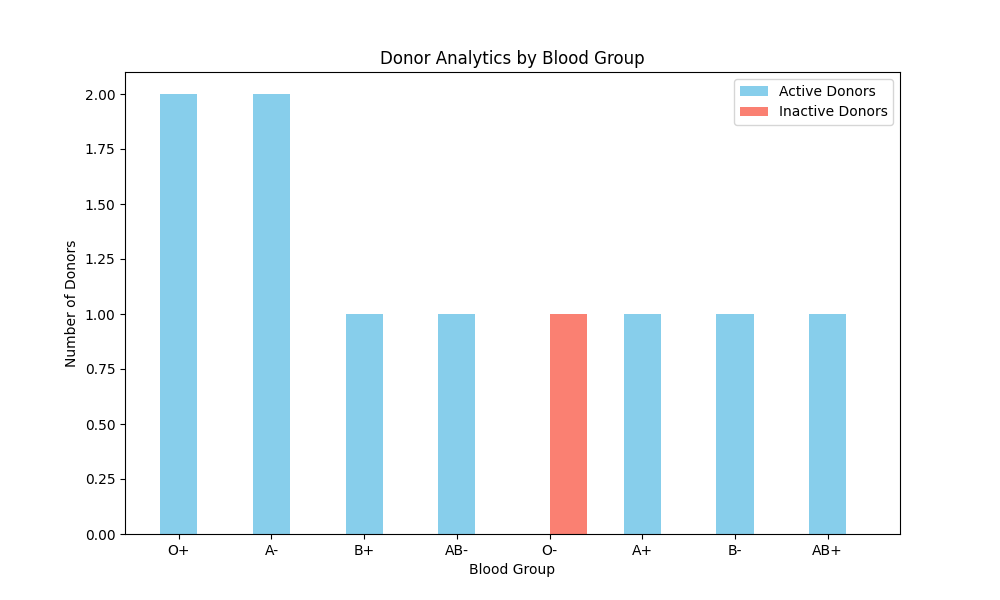 Donor Analytics by Blood Group
Active Donors
Inactive Donors
2.00
1.75
1.50
1.25
1.00
0.75
0.50
0.25
0.00
Number of Donors
O+ A- B+ AB- O- A+ B- AB+
Blood Group